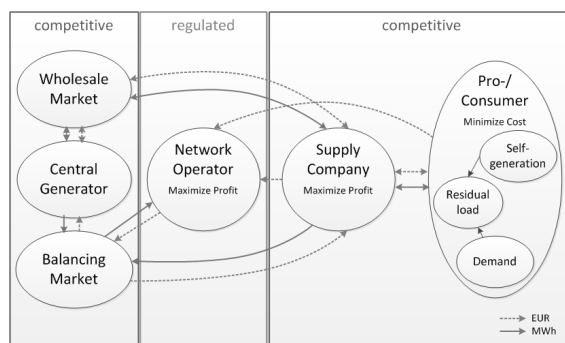 competitive
regulated
competitive
Wholesale
Market
Central
Generator
Balancing
Market
Network
Operator
Maximize Profit
Supply
Company
Maximize Profit
Pro-/
Consumer
Minimize Cost
Self-
generation
Residual
load
Demand
EUR
MWh